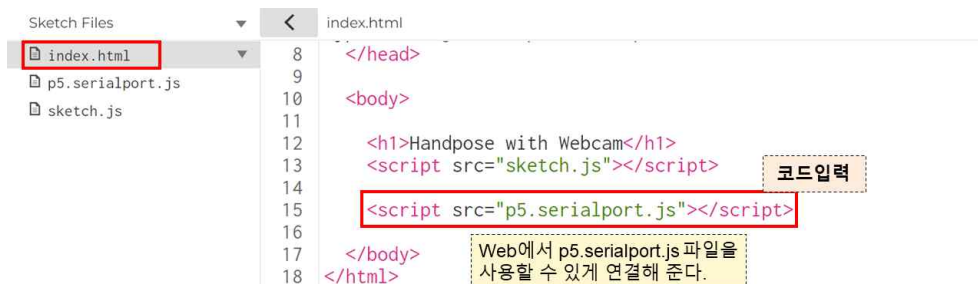 Sketch Files
index.html
index.html
p5.serialport.js
sketch.js
8 </head>
9
10 <body>
11
12 <h1>Handpose with Webcam</h1>
13 <script src="sketch.js"></script>
14
15 <script src="p5.serialport.js"></script>
16
17 </body>
18 </html>
코드입력
Web에서 p5.serialport.js 파일을
사용할 수 있게 연결해 준다.